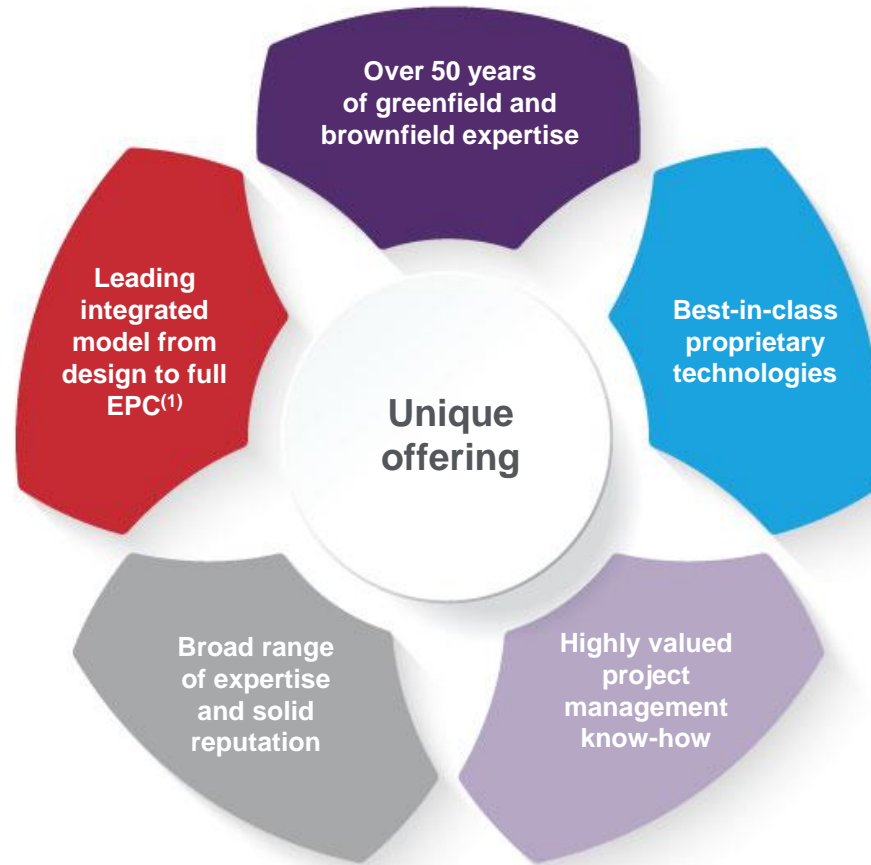 Over 50 years
of greenfield and
brownfield expertise
Leading
integrated
model from
design to full
EPC(1)
Best-in-class
proprietary
technologies
Unique
offering
Broad range
of expertise
and solid
reputation
Highly valued
project
management
know-how